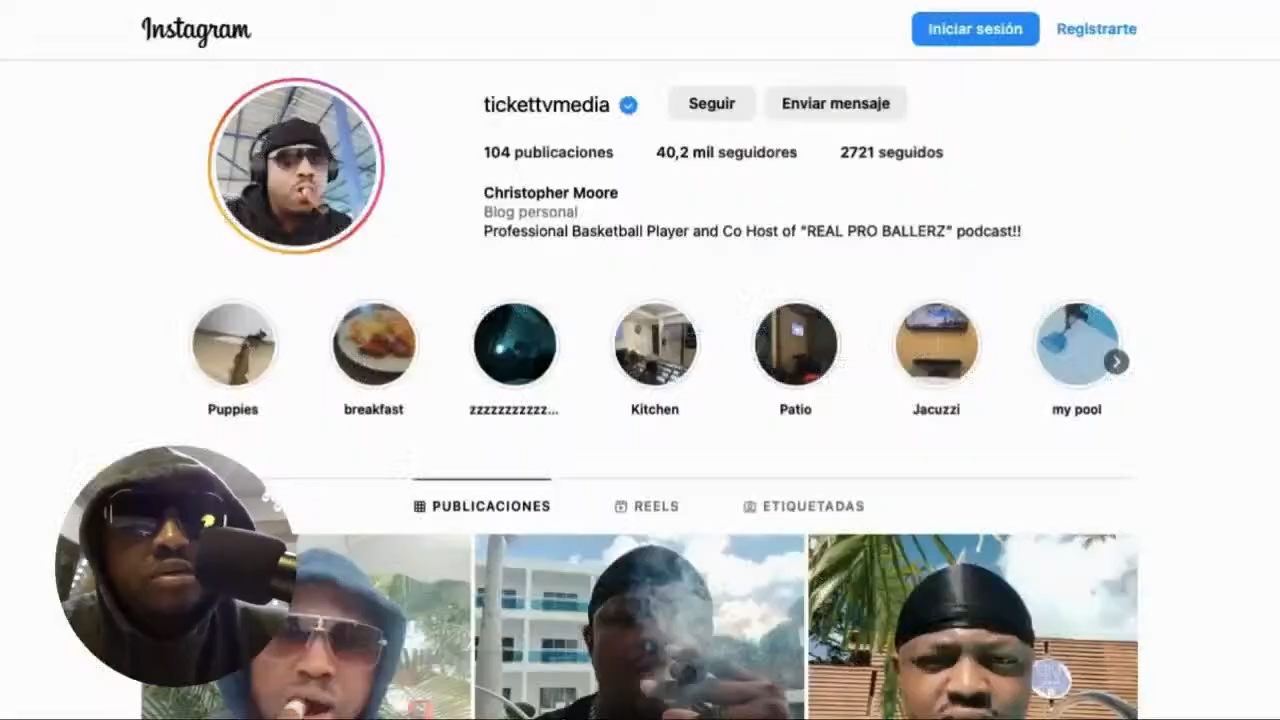 Instagram
Iniciar sesión
Registrarte
tickettvmedia
Seguir
Enviar mensaje
104 publicaciones
40,2 mil seguidores
2721 seguidos
Christopher Moore
Blog personal
Professional Basketball Player and Co Host of "REAL PRO BALLERZ" podcast!!
Puppies
breakfast
zzzzzzzzzzz...
Kitchen
Patio
Jacuzzi
my pool
PUBLICACIONES
REELS
ETIQUETADAS